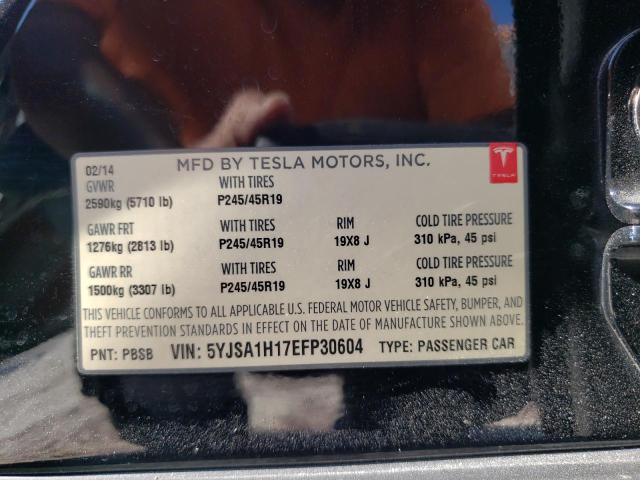 02/14 MFD BY TESLA MOTORS, INC. TESLA
GVWR WITH TIRES
2590kg (5710 lb) P245/45R19
GAWR FRT WITH TIRES RIM COLD TIRE PRESSURE
1276kg (2813 lb) P245/45R19 19X8 J 310 kPa, 45 psi
GAWR RR WITH TIRES RIM COLD TIRE PRESSURE
1500kg (3307 lb) P245/45R19 19X8 J 310 kPa, 45 psi
THIS VEHICLE CONFORMS TO ALL APPLICABLE U.S. FEDERAL MOTOR VEHICLE SAFETY, BUMPER, AND
THEFT PREVENTION STANDARDS IN EFFECT ON THE DATE OF MANUFACTURE SHOWN ABOVE.
PNT: PBSB VIN: 5YJSA1H17EFP30604 TYPE: PASSENGER CAR